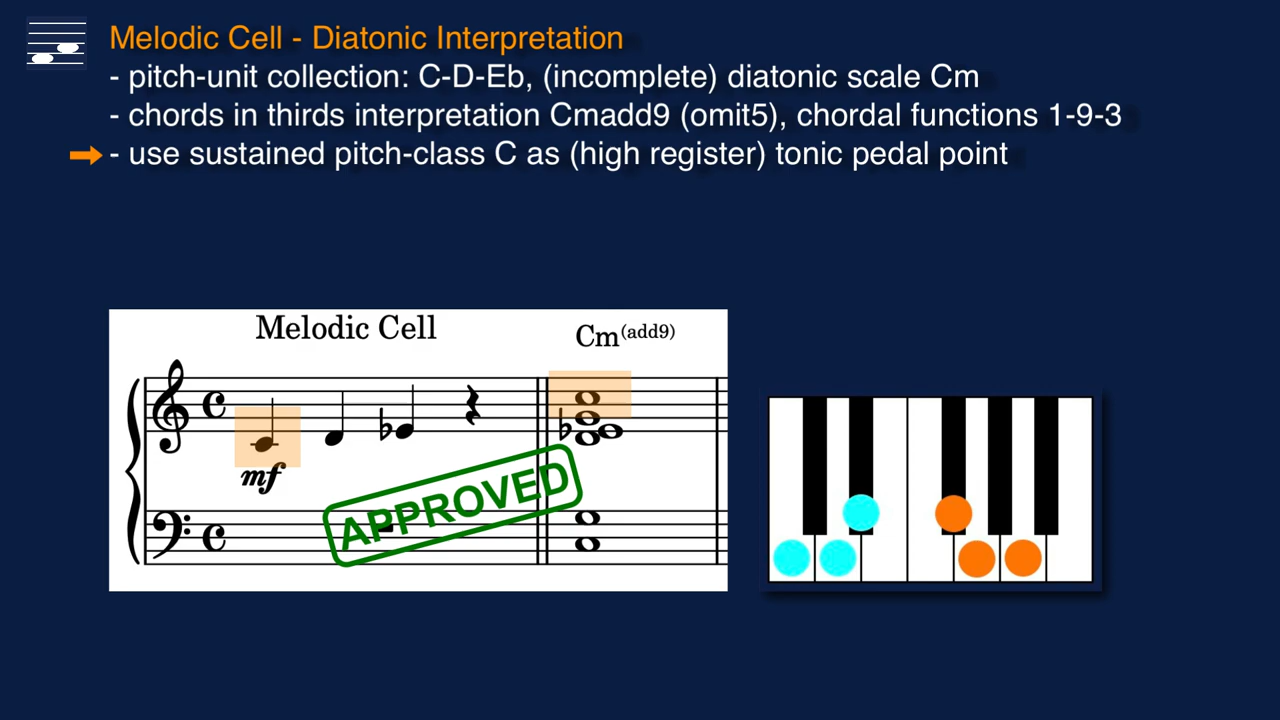 Melodic Cell - Diatonic Interpretation
- pitch-unit collection: C-D-Eb, (incomplete) diatonic scale Cm
- chords in thirds interpretation Cmadd9 (omit5), chordal functions 1-9-3
- use sustained pitch-class C as (high register) tonic pedal point
Melodic Cell
Cm(add9)
mf
APPROVED